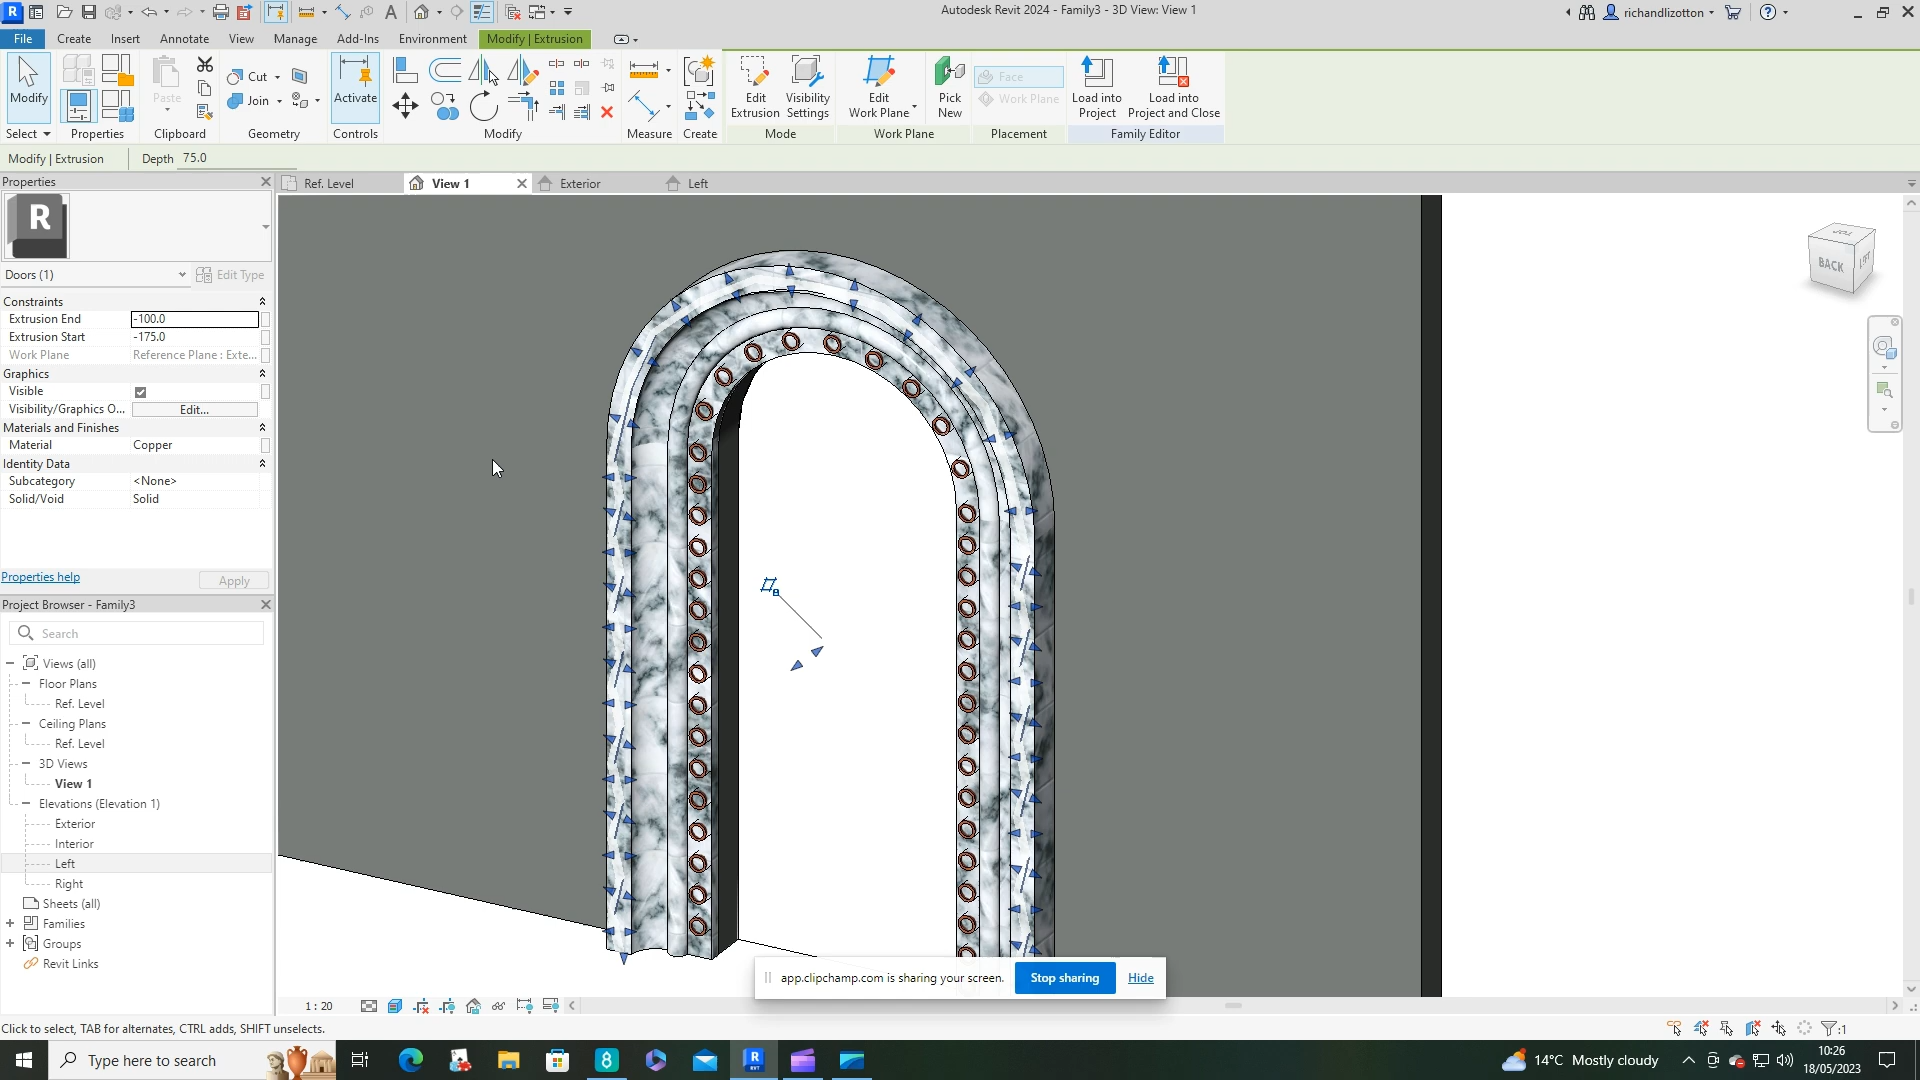 Autodesk Revit 2024 - Family3 - 3D View: View 1
richandlizotton
File
Create
Insert
Annotate
View
Manage
Add-Ins
Environment
Modify | Extrusion
Modify
Select
Properties
Paste
Clipboard
Cut
Join
Geometry
Activate
Controls
Modify
Measure
Create
Edit
Extrusion
Visibility
Settings
Mode
Edit
Work Plane
Work Plane
Pick
New
Face
Work Plane
Placement
Load into
Project
Load into
Project and Close
Family Editor
Modify | Extrusion
Depth 75.0
Properties
Ref. Level
View 1
Exterior
Left
R
Doors (1)
Edit Type
Constraints
Extrusion End -100.0
Extrusion Start -175.0
Work Plane Reference Plane : Exte...
Graphics
Visible
Visibility/Graphics O... Edit...
Materials and Finishes
Material Copper
Identity Data
Subcategory <None>
Solid/Void Solid
Properties help
Apply
Project Browser - Family3
Search
Views (all)
Floor Plans
Ref. Level
Ceiling Plans
Ref. Level
3D Views
View 1
Elevations (Elevation 1)
Exterior
Interior
Left
Right
Sheets (all)
Families
Groups
Revit Links
TOP
BACK
LEFT
app.clipchamp.com is sharing your screen.
Stop sharing
Hide
1 : 20
Click to select, TAB for alternates, CTRL adds, SHIFT unselects.
:1
Type here to search
14°C Mostly cloudy
10:26
18/05/2023